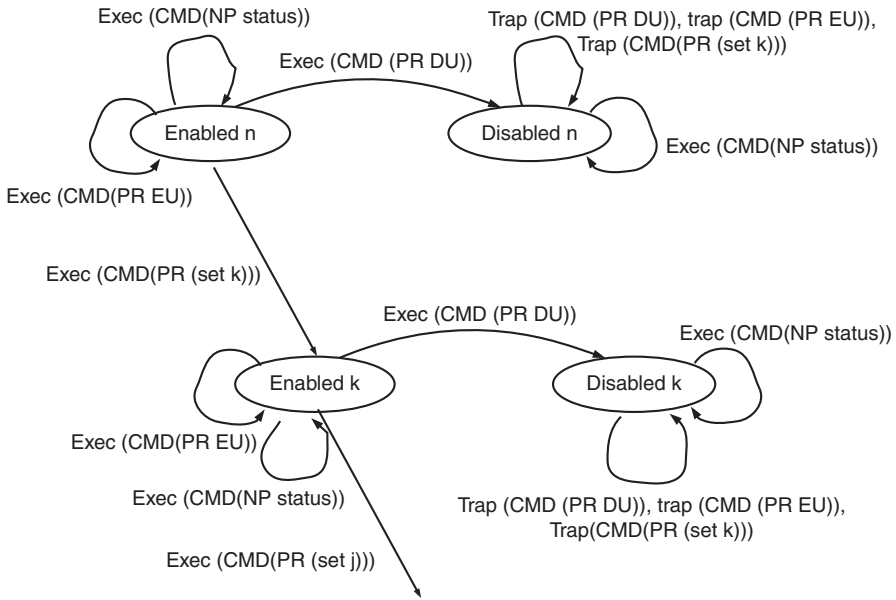 Exec (CMD(NP status))
Trap (CMD (PR DU)), trap (CMD (PR EU)),
Trap (CMD(PR (set k)))
Exec (CMD (PR DU))
Enabled n
Disabled n
Exec (CMD(NP status))
Exec (CMD(PR EU))
Exec (CMD(PR (set k)))
Exec (CMD (PR DU))
Exec (CMD(NP status))
Enabled k
Disabled k
Exec (CMD(PR EU))
Exec (CMD(NP status))
Trap (CMD (PR DU)), trap (CMD (PR EU)),
Trap(CMD(PR (set k)))
Exec (CMD(PR (set j)))